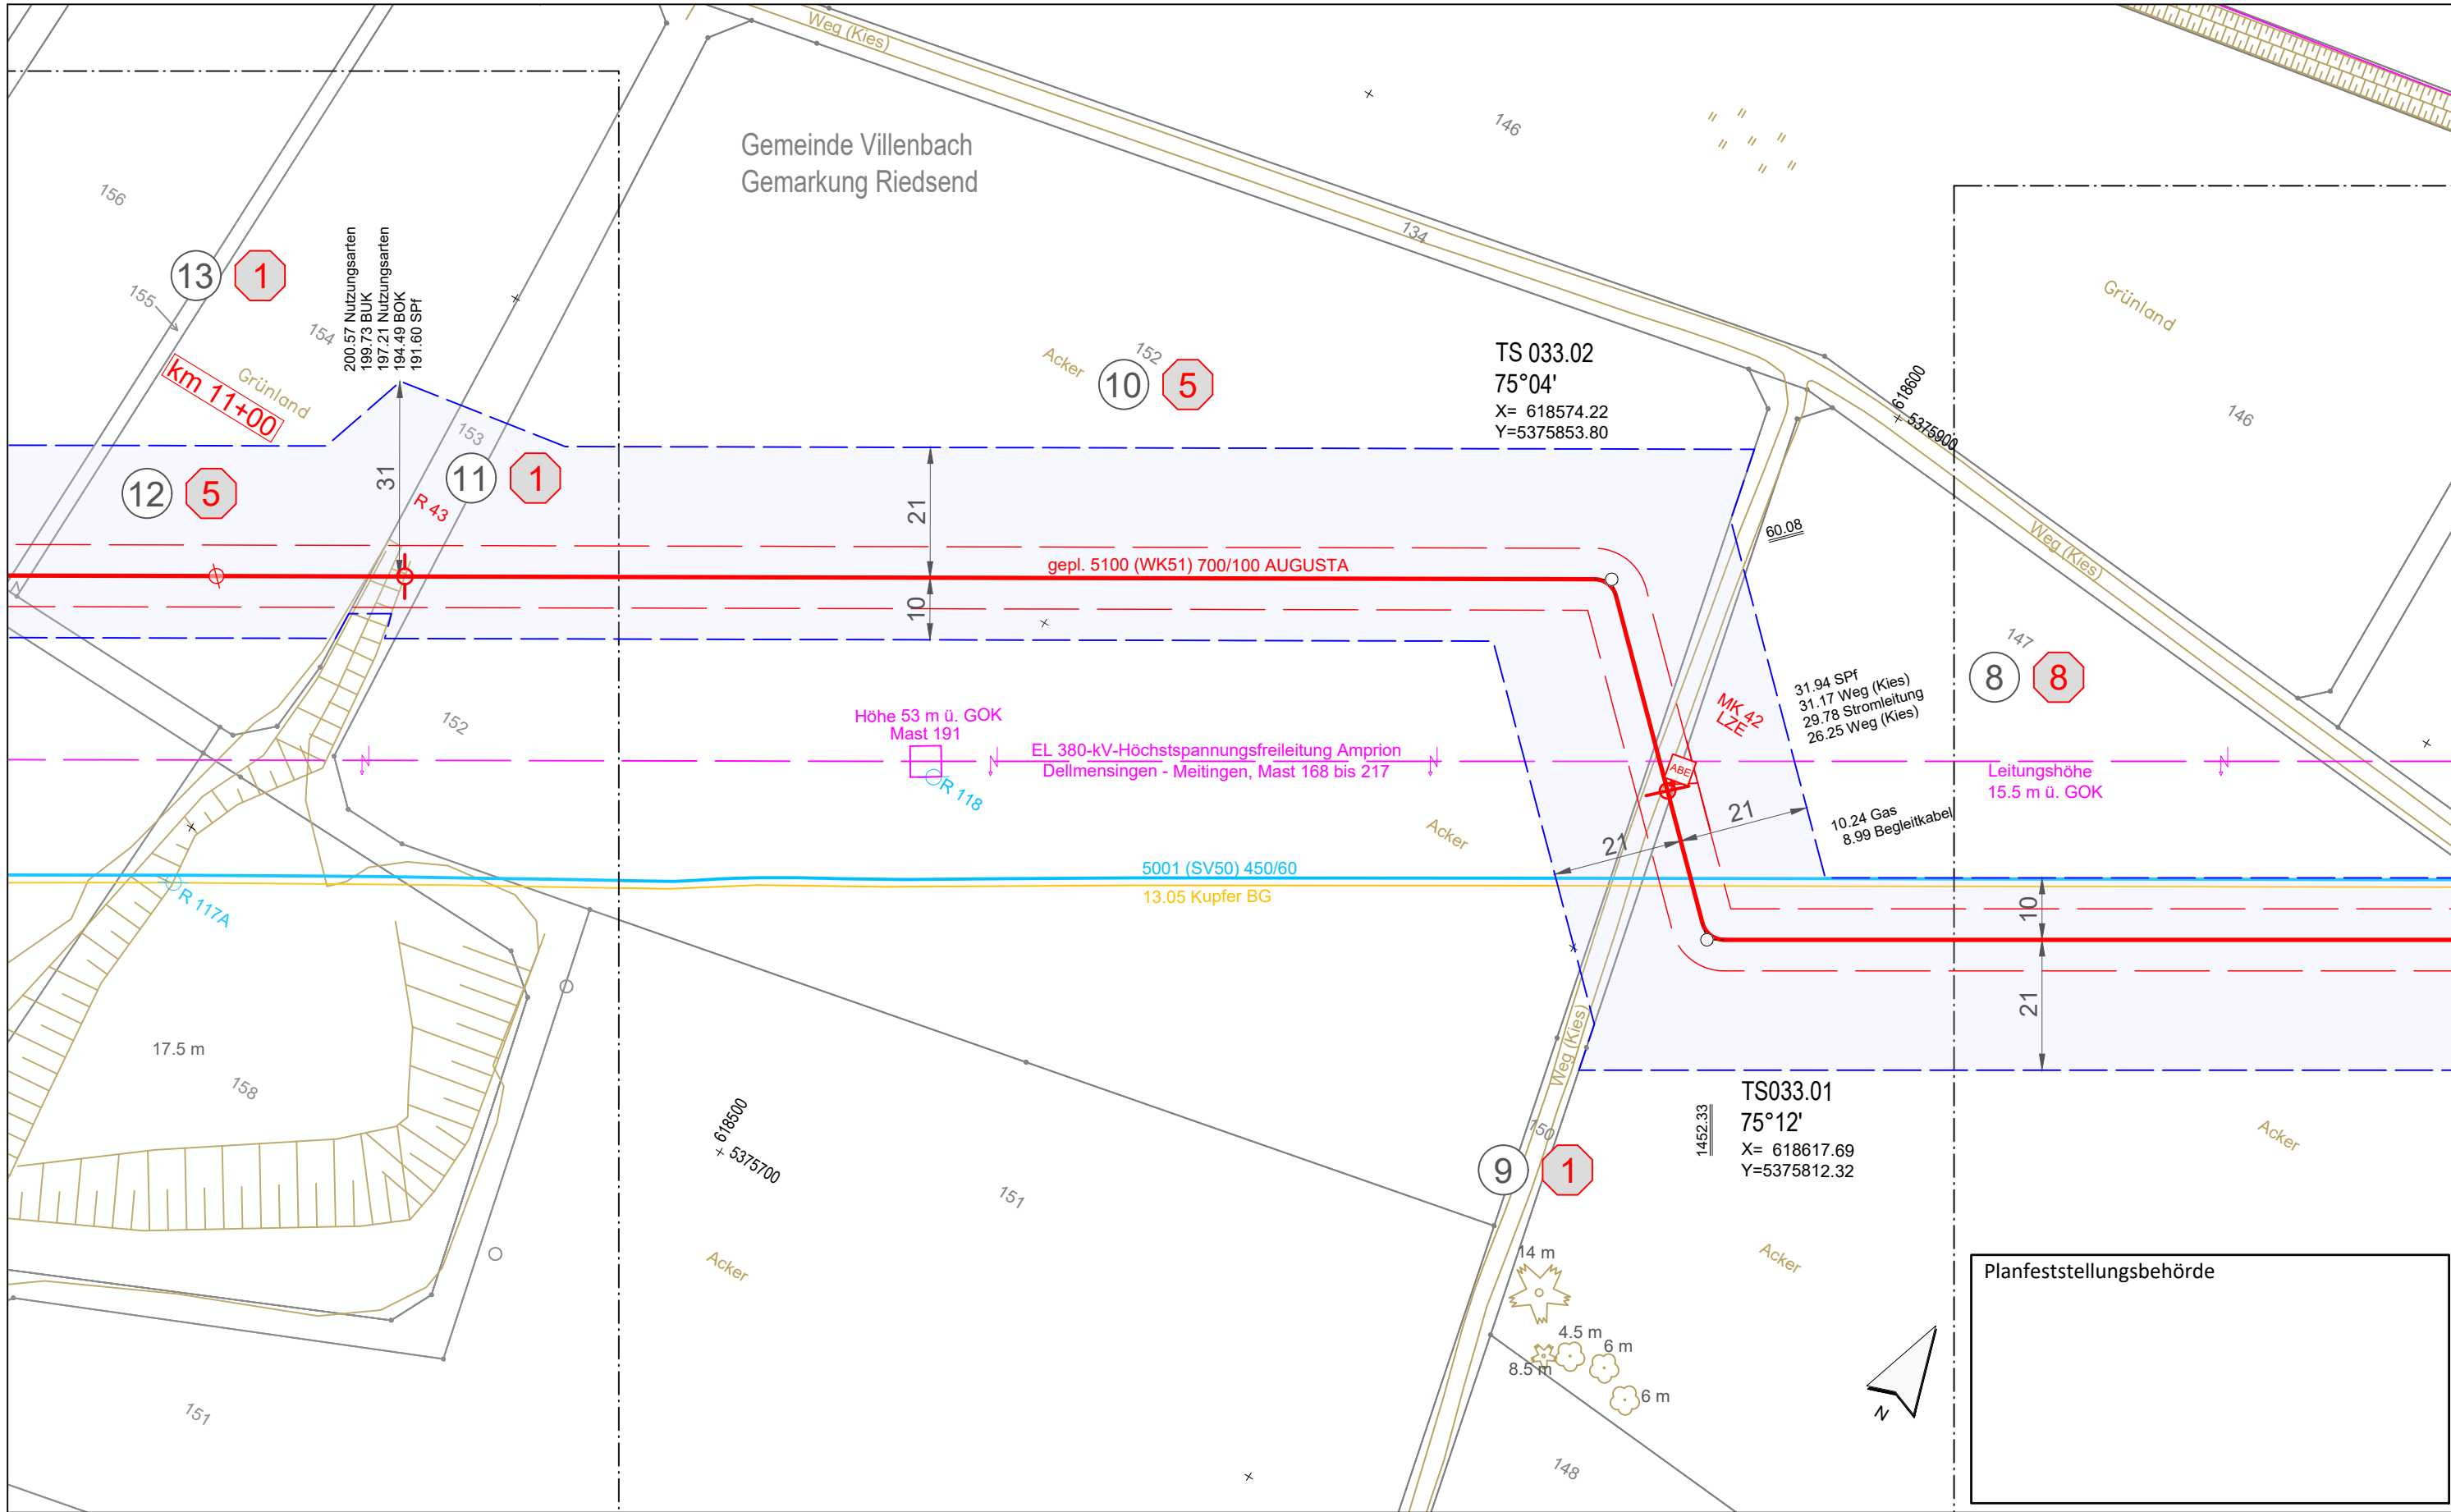 Weg (Kies)
146
Gemeinde Villenbach
Gemarkung Riedsend
156
134
13
1
155
154
200.57 Nutzungsarten
199.73 BUK
197.21 Nutzungsarten
194.49 BOK
191.60 SPf
Grünland
km 11+00
Grünland
146
TS 033.02
75°04'
X= 618574.22
Y=5375853.80
152
Acker
10
5
618600
5375900
153
31
11
1
12
5
R 43
21
60.08
Weg (Kies)
gepl. 5100 (WK51) 700/100 AUGUSTA
10
147
8
8
31.94 SPf
31.17 Weg (Kies)
29.78 Stromleitung
26.25 Weg (Kies)
MK 42
LZE
152
Höhe 53 m ü. GOK
Mast 191
EL 380-kV-Höchstspannungsfreileitung Amprion
Dellmensingen - Meitingen, Mast 168 bis 217
R 118
ABE
Leitungshöhe
15.5 m ü. GOK
21
21
10.24 Gas
8.99 Begleitkabel
Acker
5001 (SV50) 450/60
13.05 Kupfer BG
R 117A
10
21
17.5 m
158
Weg (Kies)
618500
5375700
1452.33
TS033.01
75°12'
X= 618617.69
Y=5375812.32
150
9
1
Acker
151
Acker
Acker
14 m
4.5 m
6 m
8.5 m
6 m
Planfeststellungsbehörde
N
151
148